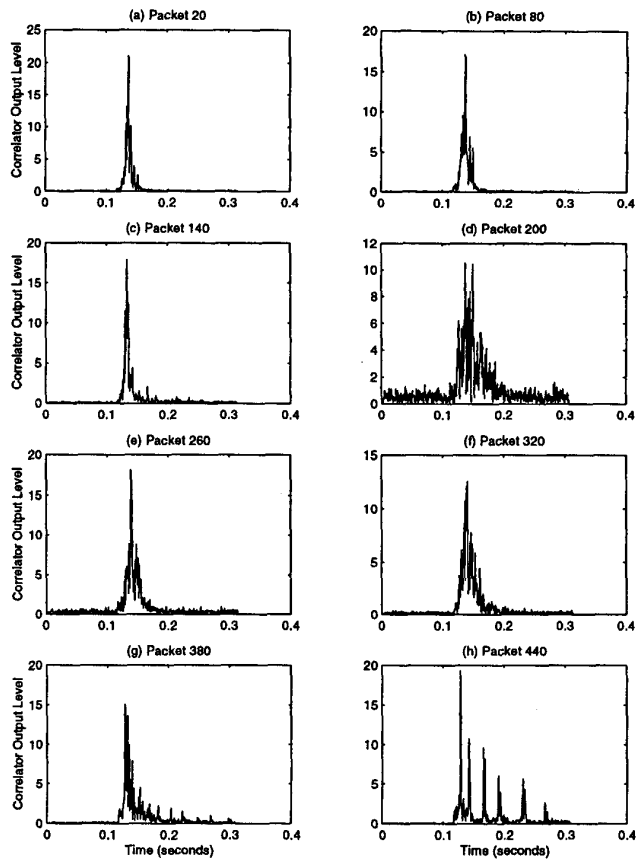 (a) Packet 20
(b) Packet 80
Correlator Output Level
25
20
15
10
5
0
0 0.1 0.2 0.3 0.4
20
15
10
5
0
0 0.1 0.2 0.3 0.4
(c) Packet 140
(d) Packet 200
Correlator Output Level
20
15
10
5
0
0 0.1 0.2 0.3 0.4
12
10
8
6
4
2
0
0 0.1 0.2 0.3 0.4
(e) Packet 260
(f) Packet 320
Correlator Output Level
20
15
10
5
0
0 0.1 0.2 0.3 0.4
15
10
5
0
0 0.1 0.2 0.3 0.4
(g) Packet 380
(h) Packet 440
Correlator Output Level
20
15
10
5
0
0 0.1 0.2 0.3 0.4
Time (seconds)
20
15
10
5
0
0 0.1 0.2 0.3 0.4
Time (seconds)